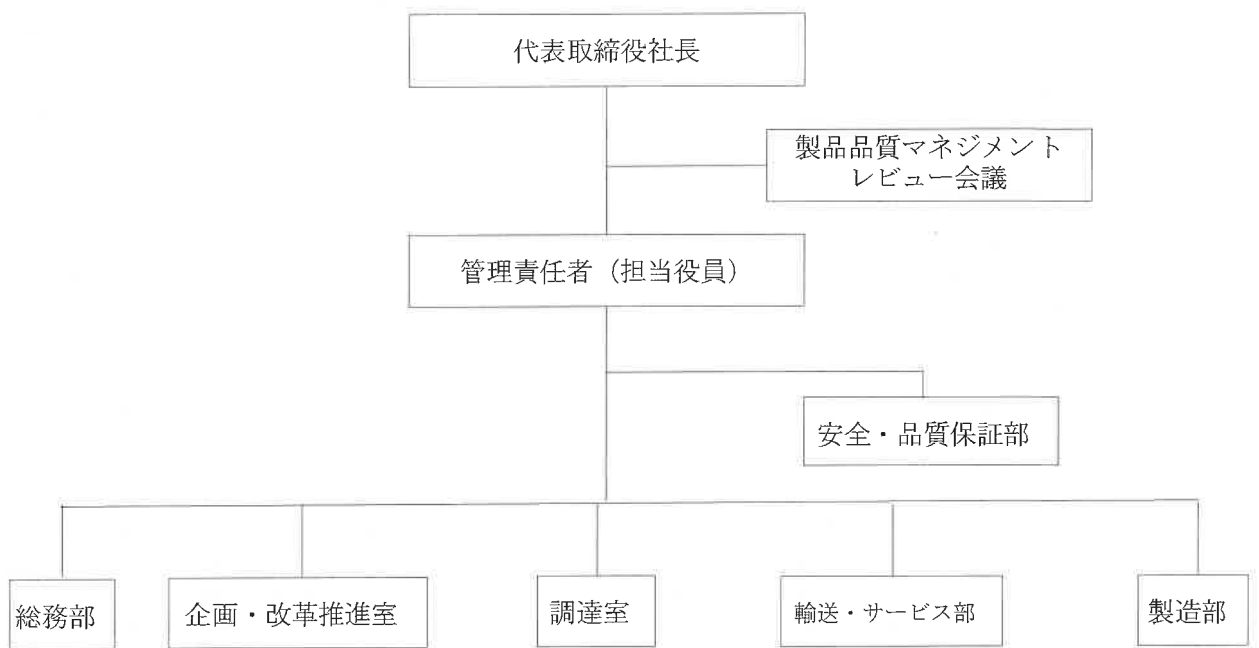 代表取締役社長
製品品質マネジメント
レビュー会議
管理責任者（担当役員）
安全・品質保証部
総務部
企画・改革推進室
調達室
輸送・サービス部
製造部